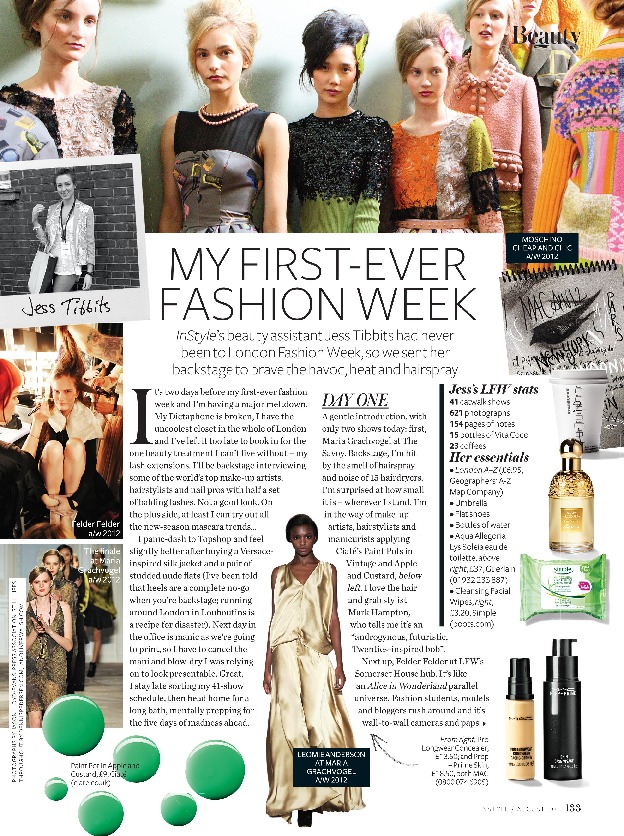 Beauty
MOSCHINO
CHEAP AND CHIC
A/W 2012
Jess Tibbits
MY FIRST-EVER
FASHION WEEK
InStyle's beauty assistant Jess Tibbits had never
been to London Fashion Week, so we sent her
backstage to brave the havoc, heat and hairspray
It's two days before my first-ever fashion
week and I'm having a major meltdown.
My Dictaphone is broken, I have the
uncoolest closet in the whole of London
and I've left it too late to book in for the
one beauty treatment I can't live without – my
lash extensions. I'll be backstage interviewing
some of the world's top make-up artists,
hairstylists and nail pros with half a set
of balding lashes. Not a good look. On
the plus side, at least I can try out all
the new-season mascara trends...
I panic-dash to Topshop and feel
slightly better after buying a Versace-
inspired silk jacket and a pair of
studded nude flats (I've been told
that heels are a complete no-go
when you're backstage; running
around London in Louboutins is
a recipe for disaster). Next day in
the office is manic as we're going
to print, so I have to cancel the
mani and blow-dry I was relying
on to look presentable. Great.
I stay late sorting my 41-show
schedule, then head home for a
long bath, mentally prepping for
the five days of madness ahead.
DAY ONE
A gentle introduction, with
only two shows today: first,
Maria Grachvogel at The
Savoy. Backstage, I'm hit
by the smell of hairspray
and noise of 15 hairdryers.
I'm surprised at how small
it is – wherever I stand, I'm
in the way of make-up
artists, hairstylists and
manicurists applying
Ciaté's Paint Pots in
Vintage and Apple
and Custard, below
left. I love the hair
and grab stylist
Mark Hampton,
who tells me it's an
"androgynous, futuristic,
Twenties-inspired bob".
Next up, Felder Felder at LFW's
Somerset House hub. It's like
an Alice in Wonderland parallel
universe. Fashion students, models
and bloggers rush around and it's
wall-to-wall cameras and paps
Jess's LFW stats
41 catwalk shows
621 photographs
154 pages of notes
15 bottles of Vita Coco
23 coffees
Her essentials
• London A–Z (£6.95,
Geographers' A-Z
Map Company)
• Umbrella
• Flat shoes
• Bottles of water
• Aqua Allegoria
Lys Soleia eau de
toilette, above
right, £37, Guerlain
(01932 233 887)
• Cleansing Facial
Wipes, right,
£3.20, Simple
(boots.com)
simple
Felder Felder
a/w 2012
The finale
at Maria
Grachvogel
a/w 2012
LEOMIE ANDERSON
AT MARIA
GRACHVOGEL
A/W 2012
Paint Pot in Apple and
Custard, £9, Ciaté
(ciate.co.uk)
From right, Pro
Longwear Concealer,
£13.50, and Prep
+ Prime Skin,
£18.50, both MAC
133